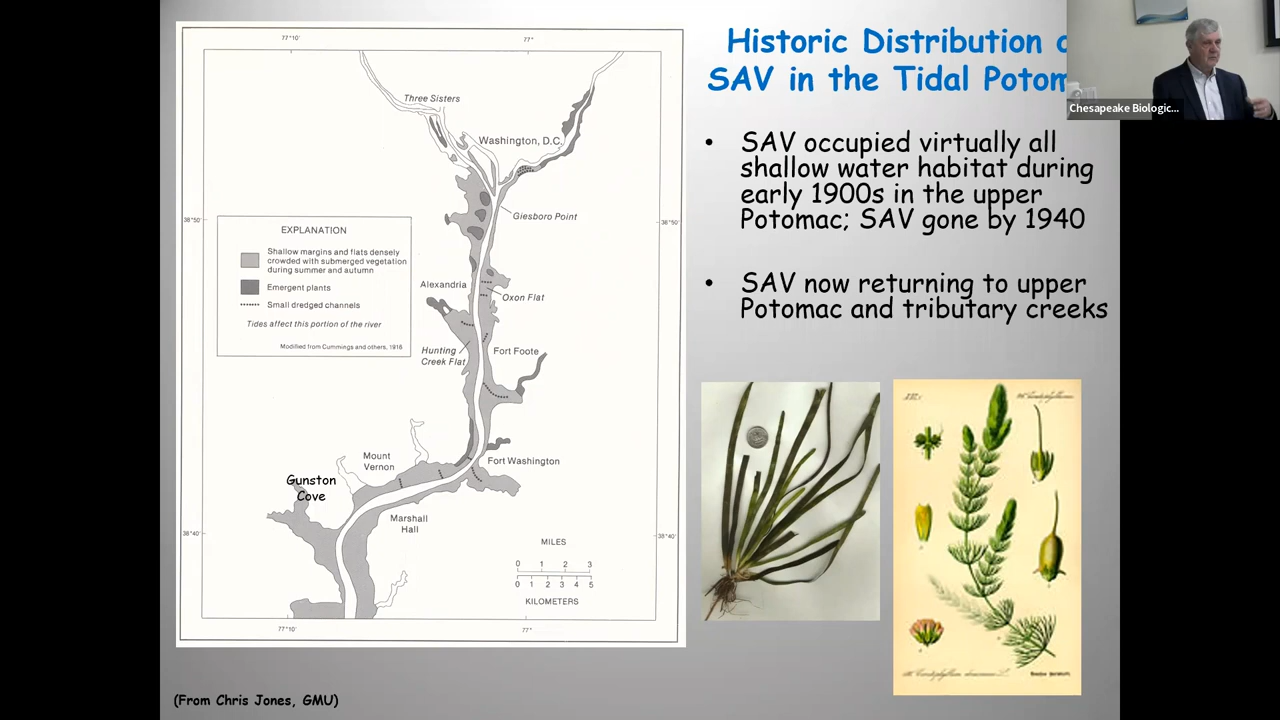 Historic Distribution
SAV in the Tidal Potom
Chesapeake Biologic...
• SAV occupied virtually all
shallow water habitat during
early 1900s in the upper
Potomac; SAV gone by 1940
• SAV now returning to upper
Potomac and tributary creeks
77°10'
77°
Three Sisters
Washington, D.C.
38°50'
38°50'
Giesboro Point
EXPLANATION
Shallow margins and flats densely
crowded with submerged vegetation
during summer and autumn
Emergent plants
Small dredged channels
Tides affect this portion of the river
Modified from Cummings and others, 1916
Alexandria
Oxon Flat
Hunting
Creek Flat
Fort Foote
Mount
Vernon
Fort Washington
Gunston
Cove
Marshall
Hall
38°40'
38°40'
MILES
0 1 2 3
0 1 2 3 4 5
KILOMETERS
77°10'
77°
(From Chris Jones, GMU)